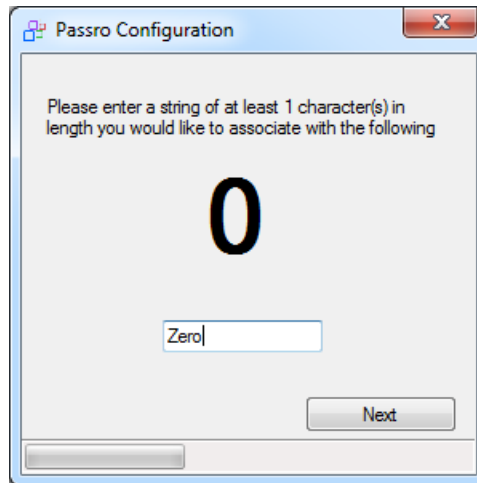 Passro Configuration
Please enter a string of at least 1 character(s) in
length you would like to associate with the following
0
Zero
Next